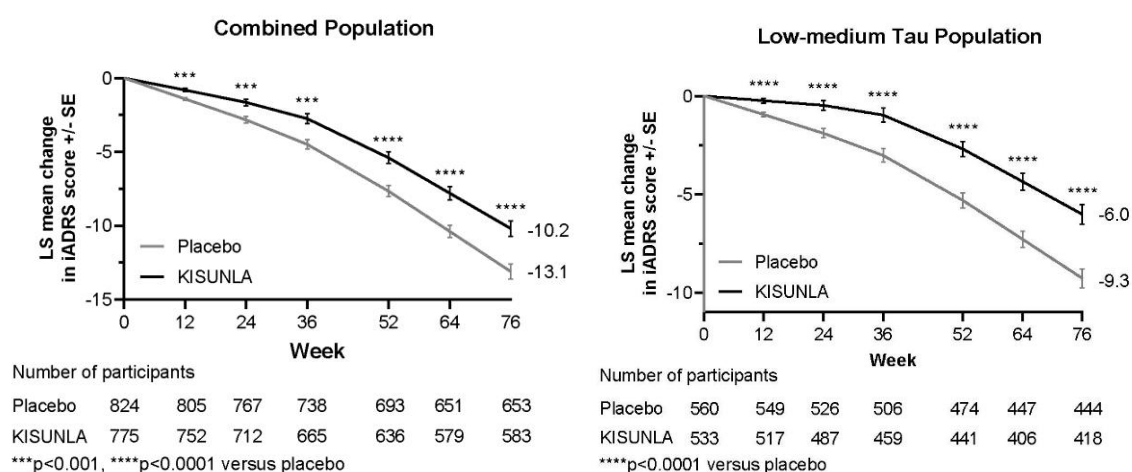 Combined Population
LS mean change
in iADRS score +/- SE
0
-5
-10
-15
***
***
***
****
****
****
-10.2
-13.1
Placebo
KISUNLA
0 12 24 36 52 64 76
Week
Number of participants
Placebo 824 805 767 738 693 651 653
KISUNLA 775 752 712 665 636 579 583
***p<0.001, ****p<0.0001 versus placebo
Low-medium Tau Population
LS mean change
in iADRS score +/- SE
0
-5
-10
****
****
****
****
****
****
-6.0
-9.3
Placebo
KISUNLA
0 12 24 36 52 64 76
Week
Number of participants
Placebo 560 549 526 506 474 447 444
KISUNLA 533 517 487 459 441 406 418
****p<0.0001 versus placebo